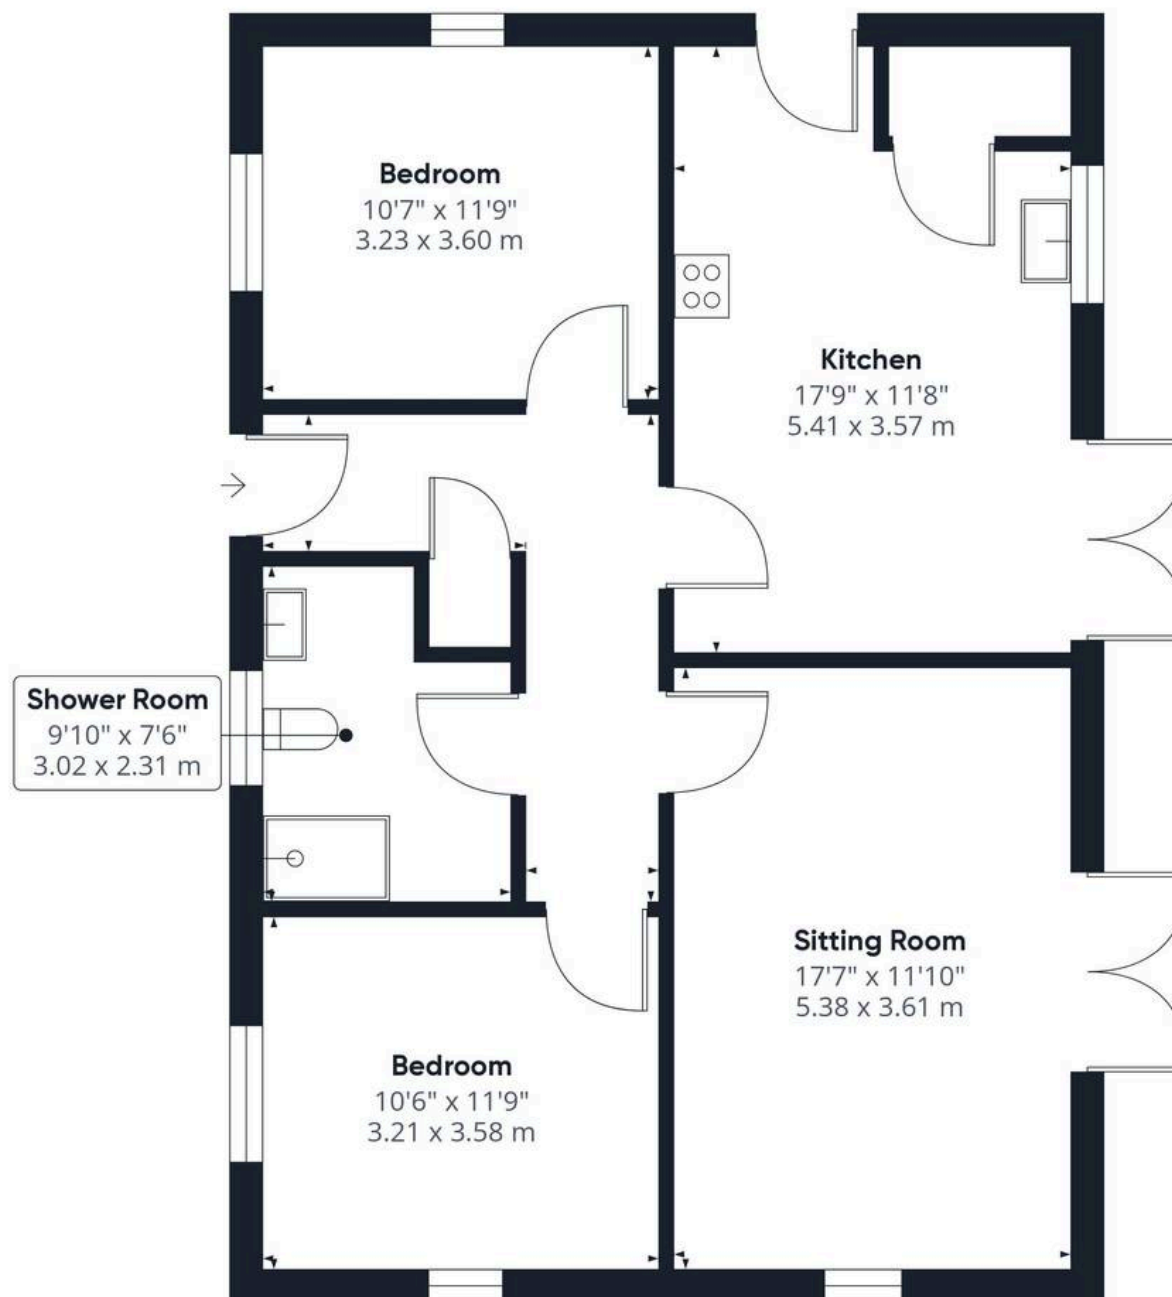 Bedroom
10'7" x 11'9"
3.23 x 3.60 m
Kitchen
17'9" x 11'8"
5.41 x 3.57 m
Shower Room
9'10" x 7'6"
3.02 x 2.31 m
Sitting Room
17'7" x 11'10"
5.38 x 3.61 m
Bedroom
10'6" x 11'9"
3.21 x 3.58 m